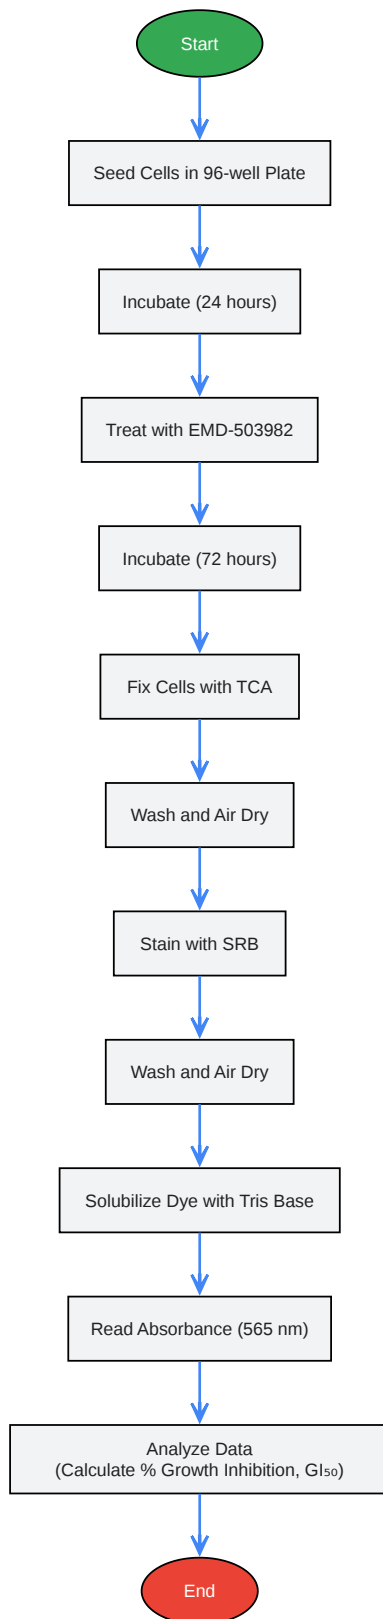 Start
Seed Cells in 96-well Plate
Incubate (24 hours)
Treat with EMD-503982
Incubate (72 hours)
Fix Cells with TCA
Wash and Air Dry
Stain with SRB
Wash and Air Dry
Solubilize Dye with Tris Base
Read Absorbance (565 nm)
Analyze Data
(Calculate % Growth Inhibition, GI₅₀)
End